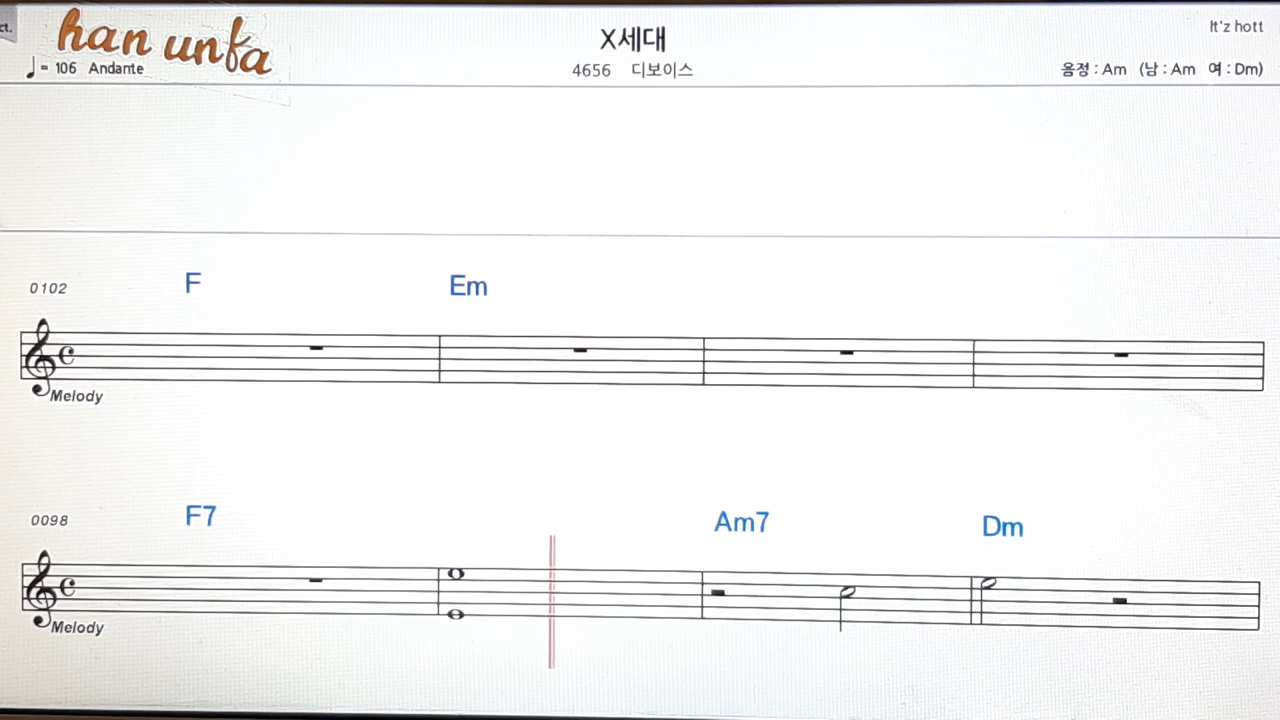 ct.
han unfa
X세대
It'z hott
♩= 106 Andante
4656 디보이스
음정 : Am (남 : Am 여 : Dm)
0102 F Em
Melody
0098 F7 Am7 Dm
Melody